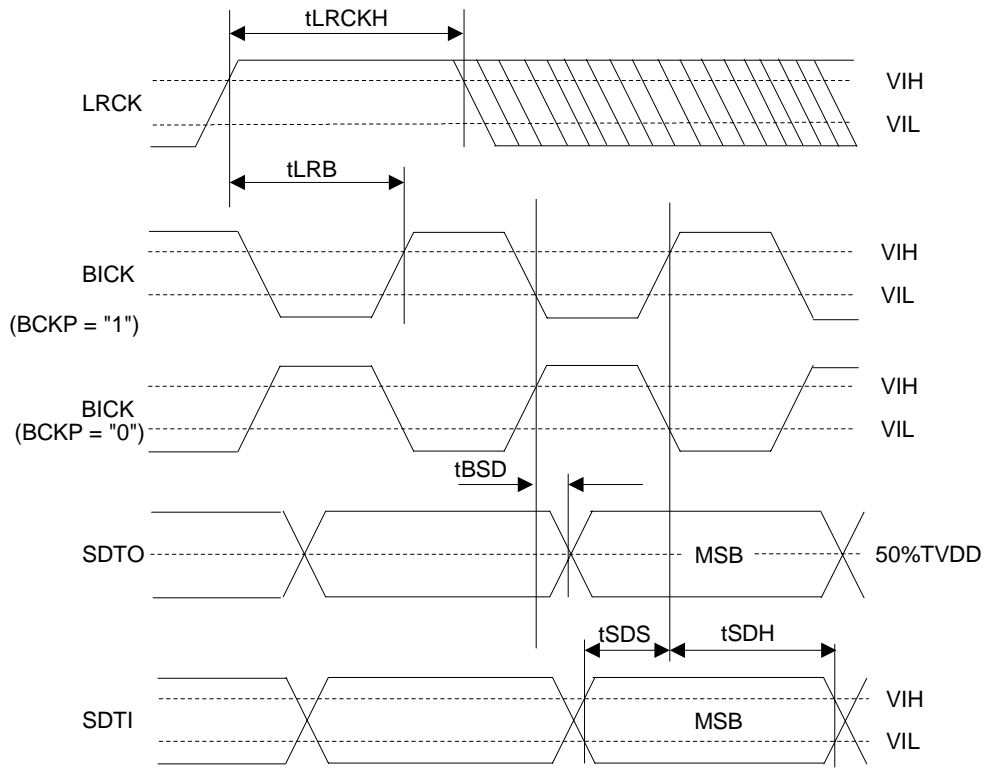 tLRCKH
LRCK
VIH
VIL
tLRB
BICK
(BCKP = "1")
VIH
VIL
BICK
(BCKP = "0")
VIH
VIL
tBSD
SDTO
MSB
50%TVDD
tSDS
tSDH
SDTI
MSB
VIH
VIL